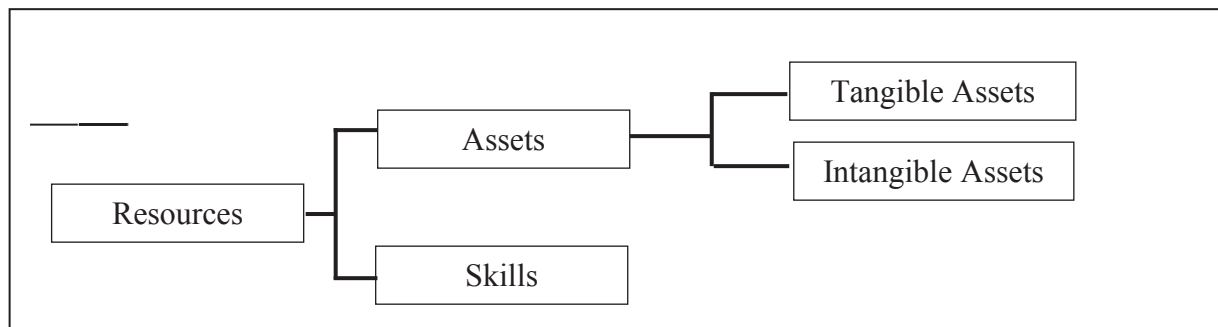 Tangible Assets
Assets
Intangible Assets
Resources
Skills